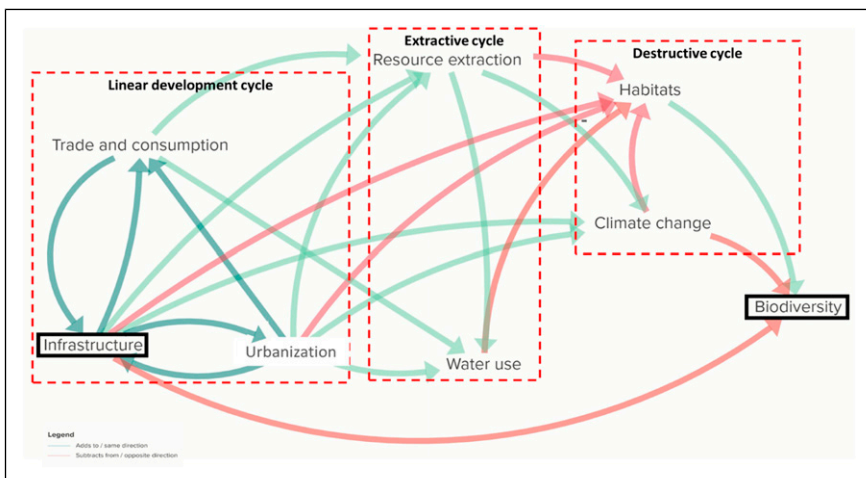 Extractive cycle
Resource extraction
Destructive cycle
Linear development cycle
Habitats
-
Trade and consumption
Climate change
Biodiversity
Infrastructure
Urbanization
Water use
Legend
Adds to / same direction
Subtracts from / opposite direction